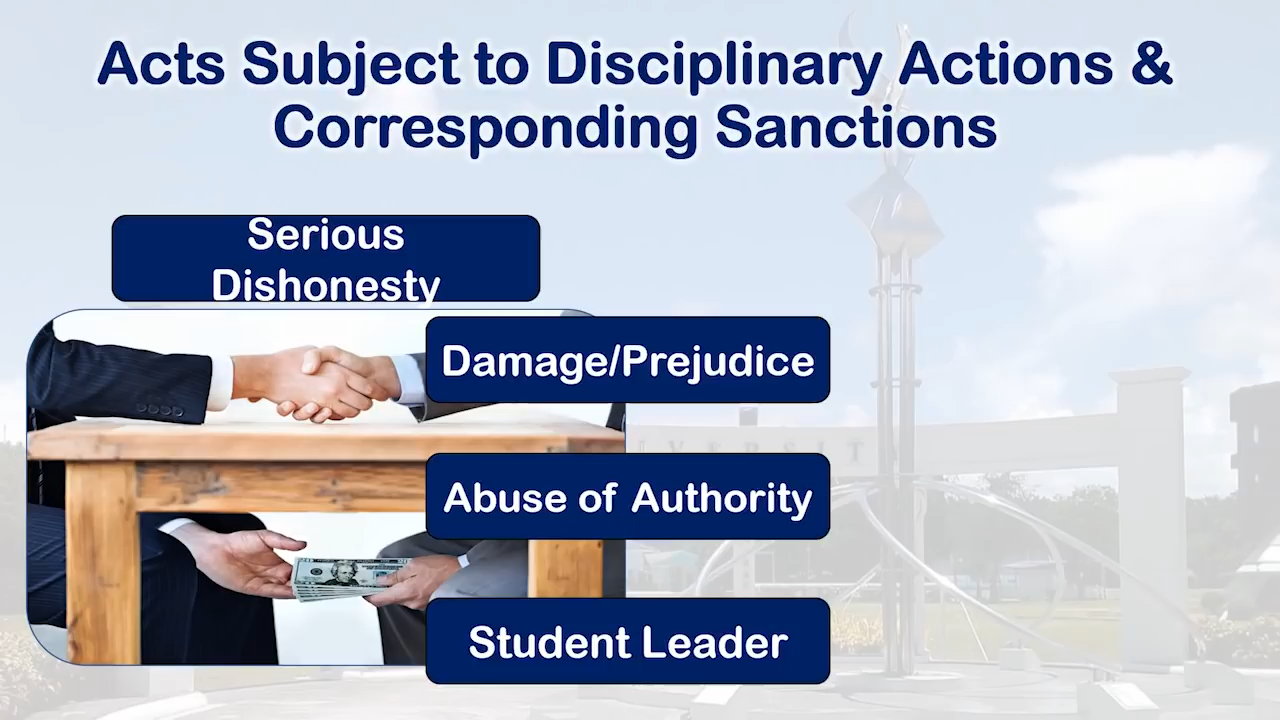 Acts Subject to Disciplinary Actions &
Corresponding Sanctions
Serious
Dishonesty
Damage/Prejudice
Abuse of Authority
Student Leader